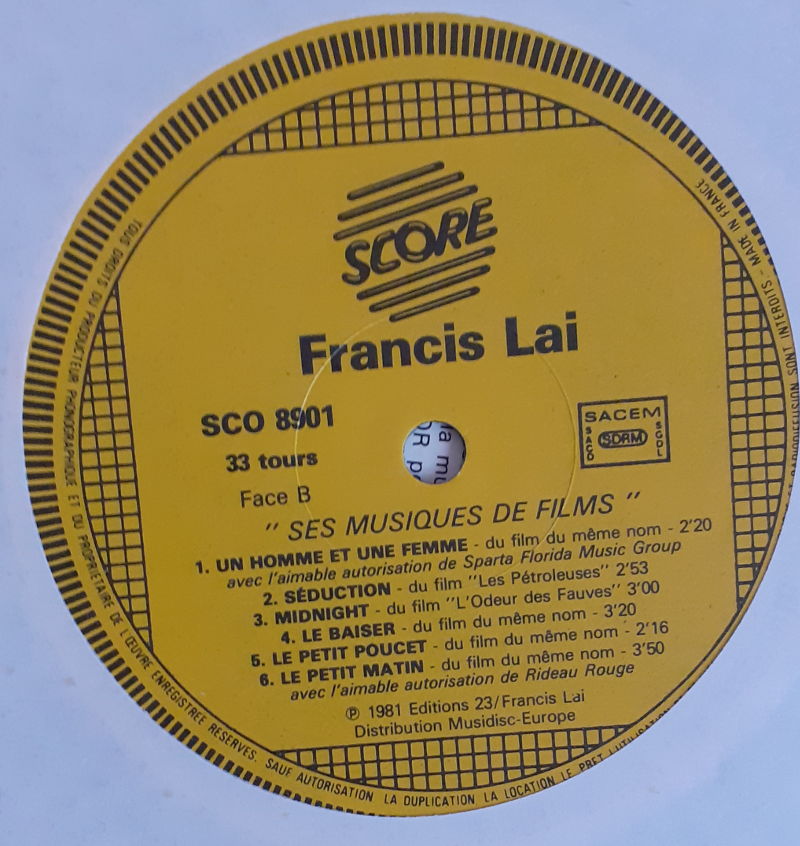 SCORE
Francis Lai
SCO 8901
33 tours
Face B
SACEM
SACD SDRM SGDL
" SES MUSIQUES DE FILMS "
1. UN HOMME ET UNE FEMME - du film du même nom - 2'20
avec l'aimable autorisation de Sparta Florida Music Group
2. SÉDUCTION - du film "Les Pétroleuses" 2'53
3. MIDNIGHT - du film "L'Odeur des Fauves" 3'00
4. LE BAISER - du film du même nom - 3'20
5. LE PETIT POUCET - du film du même nom - 2'16
6. LE PETIT MATIN - du film du même nom - 3'50
avec l'aimable autorisation de Rideau Rouge
℗ 1981 Editions 23/Francis Lai
Distribution Musidisc-Europe
TOUS DROITS DU PRODUCTEUR PHONOGRAPHIQUE ET DU PROPRIETAIRE DE L'ŒUVRE ENREGISTREE RESERVES. SAUF AUTORISATION LA DUPLICATION LA LOCATION LE PRET L'UTILISATION
INTERDITS - MADE IN FRANCE